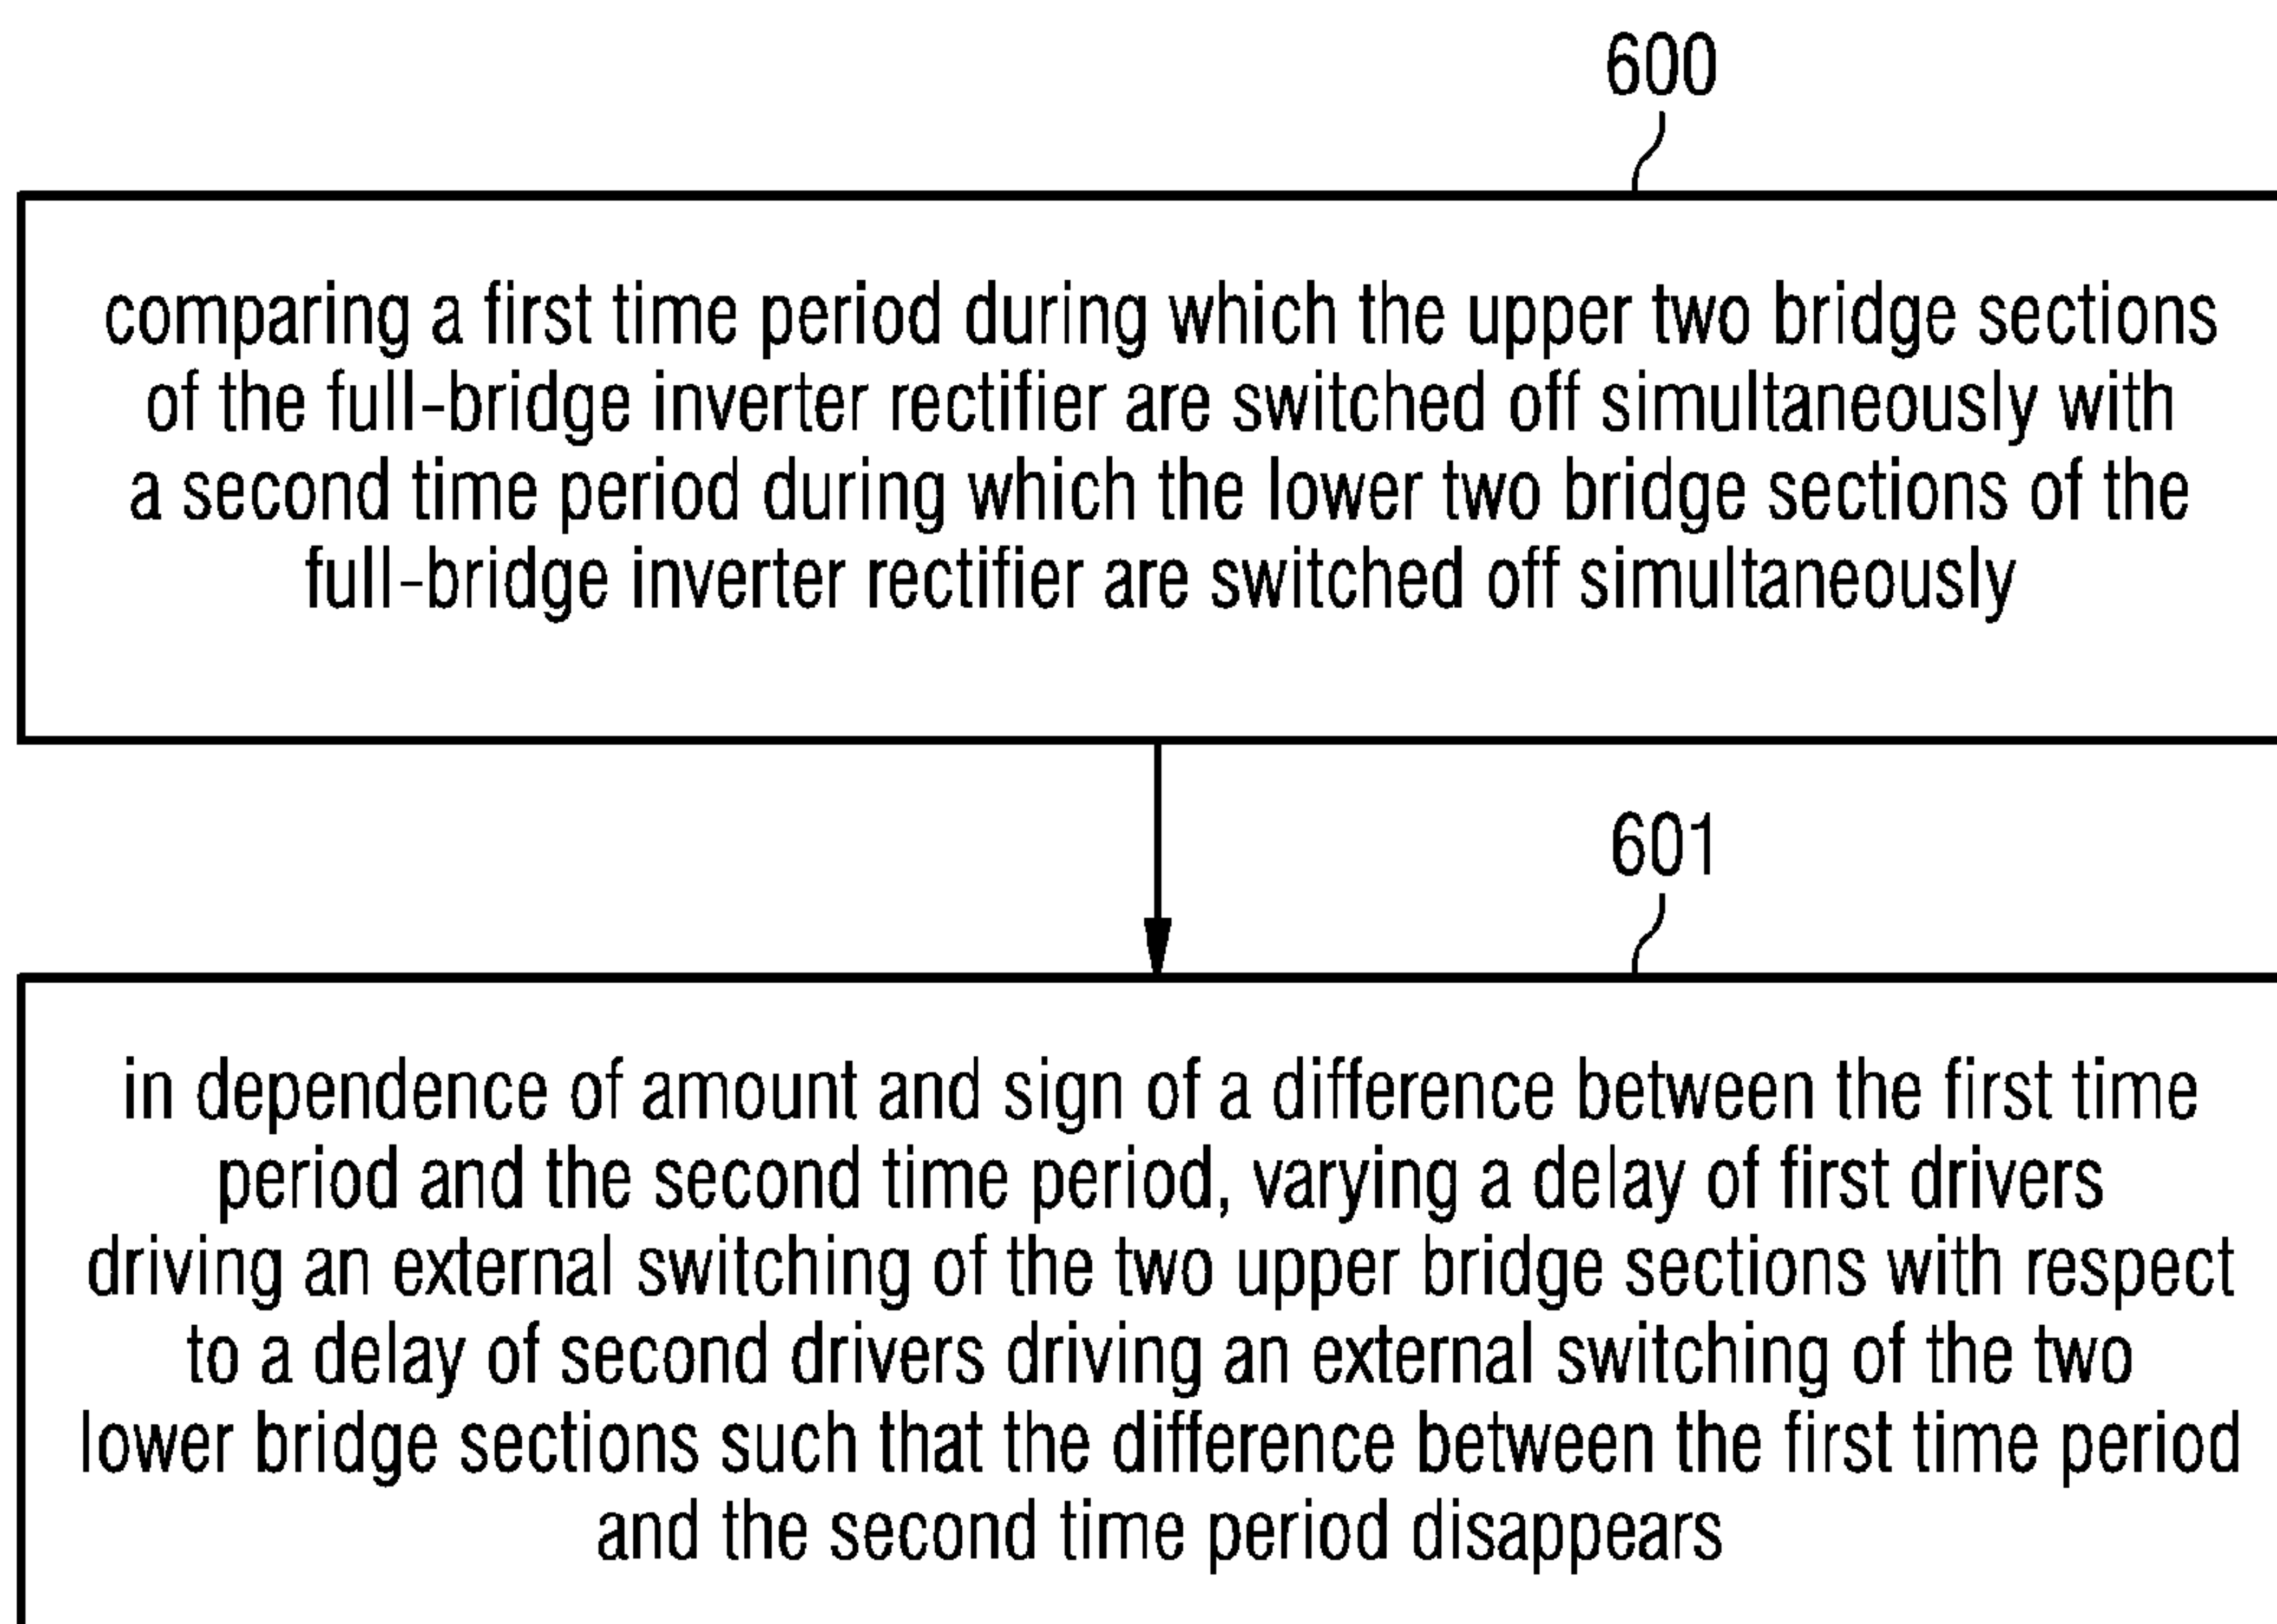 600
comparing a first time period during which the upper two bridge sections
of the full-bridge inverter rectifier are switched off simultaneously with
a second time period during which the lower two bridge sections of the
full-bridge inverter rectifier are switched off simultaneously
601
in dependence of amount and sign of a difference between the first time
period and the second time period, varying a delay of first drivers
driving an external switching of the two upper bridge sections with respect
to a delay of second drivers driving an external switching of the two
lower bridge sections such that the difference between the first time period
and the second time period disappears